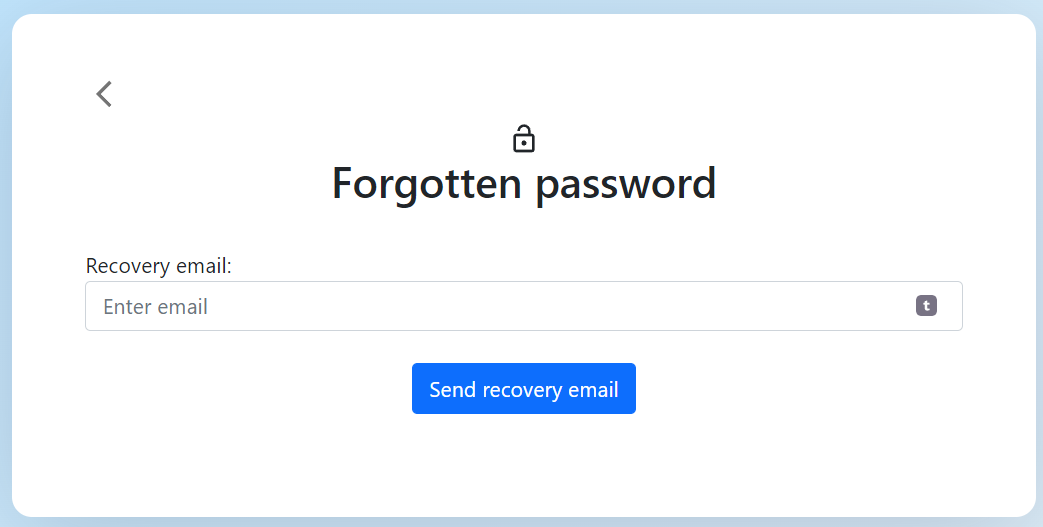 Forgotten password
Recovery email:
Enter email
t
Send recovery email